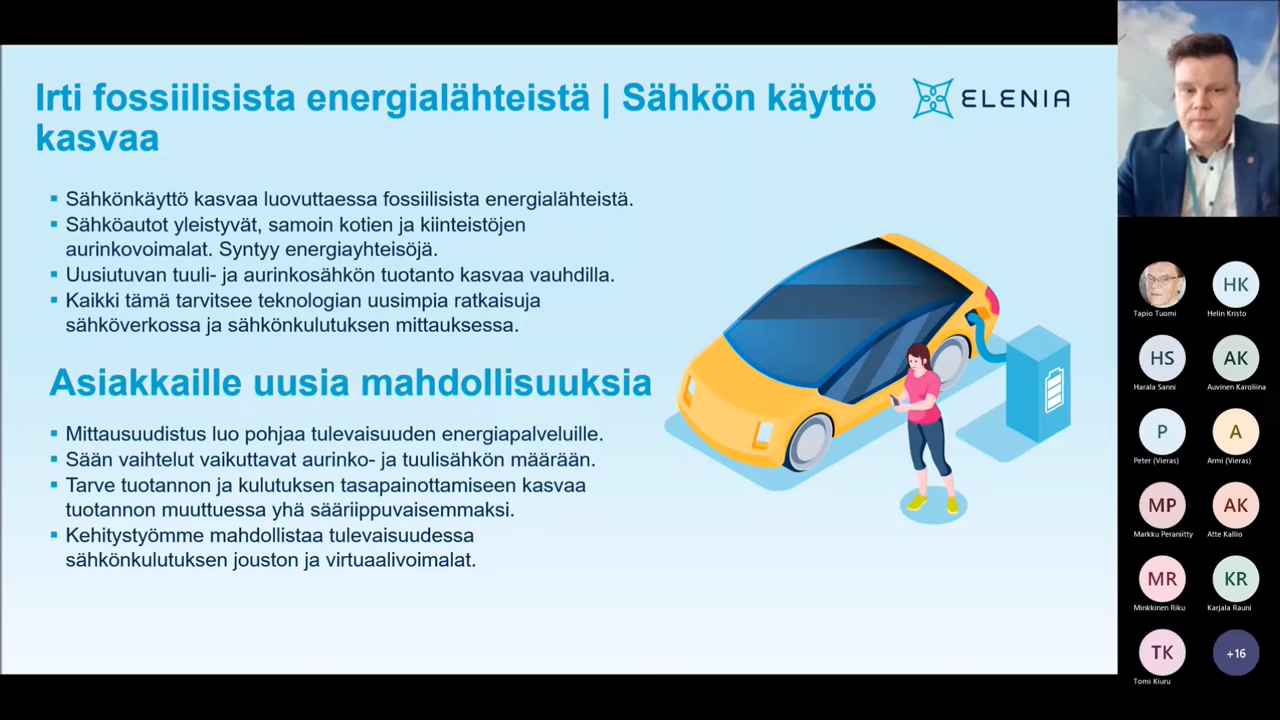 Irti fossiilisista energialähteistä | Sähkön käyttö
kasvaa
ELENIA
▪ Sähkönkäyttö kasvaa luovuttaessa fossiilisista energialähteistä.
▪ Sähköautot yleistyvät, samoin kotien ja kiinteistöjen
aurinkovoimalat. Syntyy energiayhteisöjä.
▪ Uusiutuvan tuuli- ja aurinkosähkön tuotanto kasvaa vauhdilla.
▪ Kaikki tämä tarvitsee teknologian uusimpia ratkaisuja
sähköverkossa ja sähkönkulutuksen mittauksessa.
Asiakkaille uusia mahdollisuuksia
▪ Mittausuudistus luo pohjaa tulevaisuuden energiapalveluille.
▪ Sään vaihtelut vaikuttavat aurinko- ja tuulisähkön määrään.
▪ Tarve tuotannon ja kulutuksen tasapainottamiseen kasvaa
tuotannon muuttuessa yhä sääriippuvaisemmaksi.
▪ Kehitystyömme mahdollistaa tulevaisuudessa
sähkönkulutuksen jouston ja virtuaalivoimalat.
HK
Tapio Tuomi
Helin Kristo
HS
AK
Harala Sanni
Auvinen Karoliina
P
A
Peter (Vieras)
Armi (Vieras)
MP
AK
Markku Peraniitty
Atte Kallio
MR
KR
Minkkinen Riku
Karjala Rauni
TK
+16
Tomi Kiuru